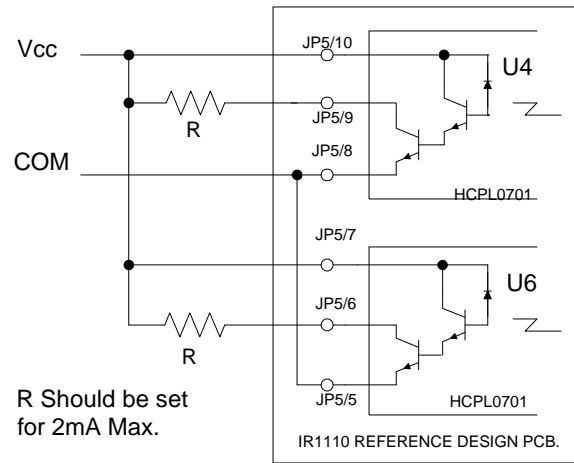 Vcc
JP5/10
U4
R
JP5/9
JP5/8
COM
HCPL0701
JP5/7
U6
JP5/6
R
JP5/5
HCPL0701
R Should be set
for 2mA Max.
IR1110 REFERENCE DESIGN PCB.